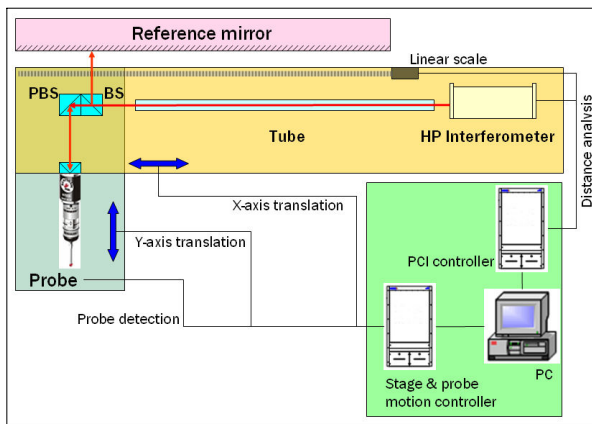 Reference mirror
Linear scale
PBS
BS
Tube
HP Interferometer
Distance analysis
X-axis translation
Y-axis translation
PCI controller
Probe
Probe detection
PC
Stage & probe
motion controller